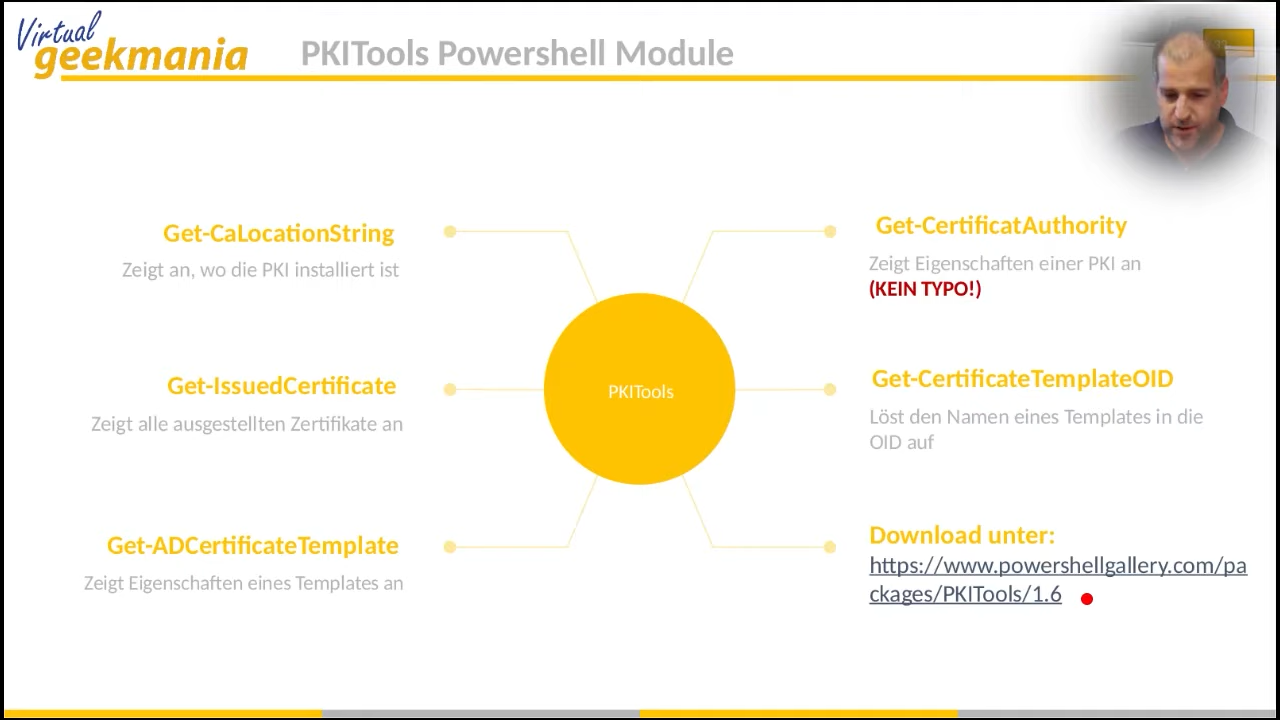 Virtual
geekmania
PKITools Powershell Module
Get-CaLocationString
Zeigt an, wo die PKI installiert ist
Get-IssuedCertificate
Zeigt alle ausgestellten Zertifikate an
Get-ADCertificateTemplate
Zeigt Eigenschaften eines Templates an
PKITools
Get-CertificatAuthority
Zeigt Eigenschaften einer PKI an
(KEIN TYPO!)
Get-CertificateTemplateOID
Löst den Namen eines Templates in die
OID auf
Download unter:
https://www.powershellgallery.com/pa
ckages/PKITools/1.6